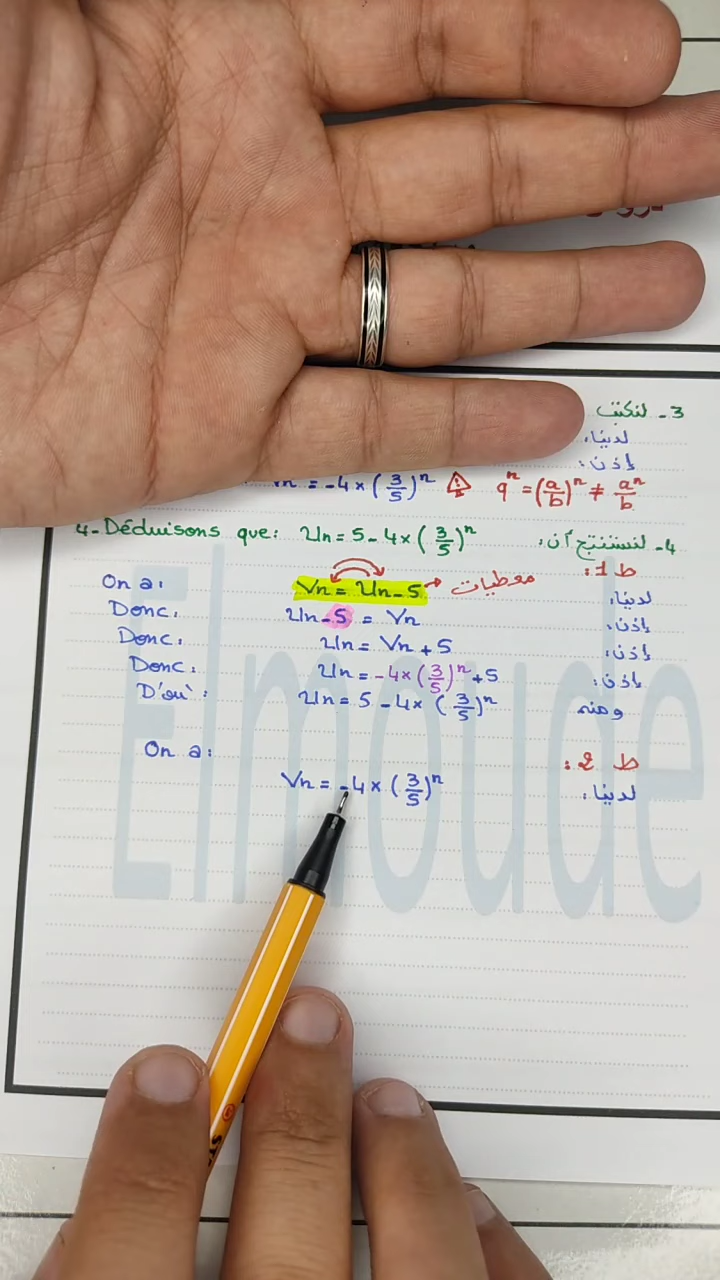 3- لنكتب
لدينا:
إذن:
Vn = -4×(3/5)ⁿ ⚠ qⁿ = (a/b)ⁿ ≠ aⁿ/b
4-Déduisons que: Un = 5-4×(3/5)ⁿ 4- لنستنتج أن:
ط 1:
On a: Vn = Un-5 → معطيات لدينا:
Donc: Un-5 = Vn إذن:
Donc: Un = Vn + 5 إذن:
Donc: Un = -4×(3/5)ⁿ+5 إذن:
D'où: Un = 5 -4×(3/5)ⁿ ومنه
On a: ط 2:
Vn = -4×(3/5)ⁿ لدينا:
Elmoude